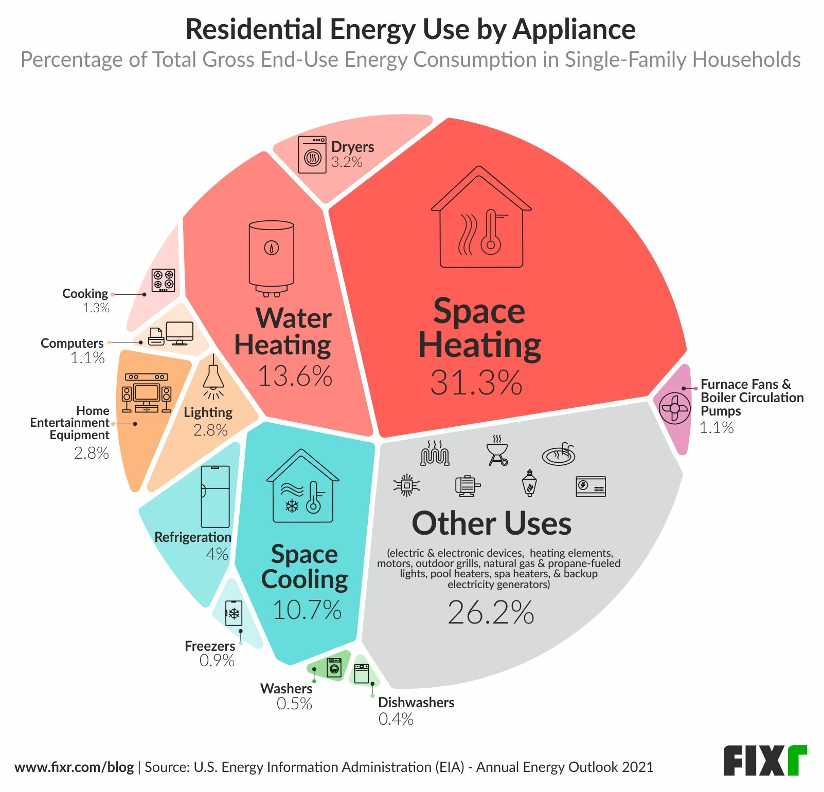 Residential Energy Use by Appliance
Percentage of Total Gross End-Use Energy Consumption in Single-Family Households
Dryers
3.2%
Space
Heating
31.3%
Water
Heating
13.6%
Cooking
1.3%
Computers
1.1%
Home
Entertainment
Equipment
2.8%
Lighting
2.8%
Furnace Fans &
Boiler Circulation
Pumps
1.1%
Refrigeration
4%
Space
Cooling
10.7%
Other Uses
(electric & electronic devices, heating elements,
motors, outdoor grills, natural gas & propane-fueled
lights, pool heaters, spa heaters, & backup
electricity generators)
26.2%
Freezers
0.9%
Washers
0.5%
Dishwashers
0.4%
www.fixr.com/blog | Source: U.S. Energy Information Administration (EIA) - Annual Energy Outlook 2021
FIXr